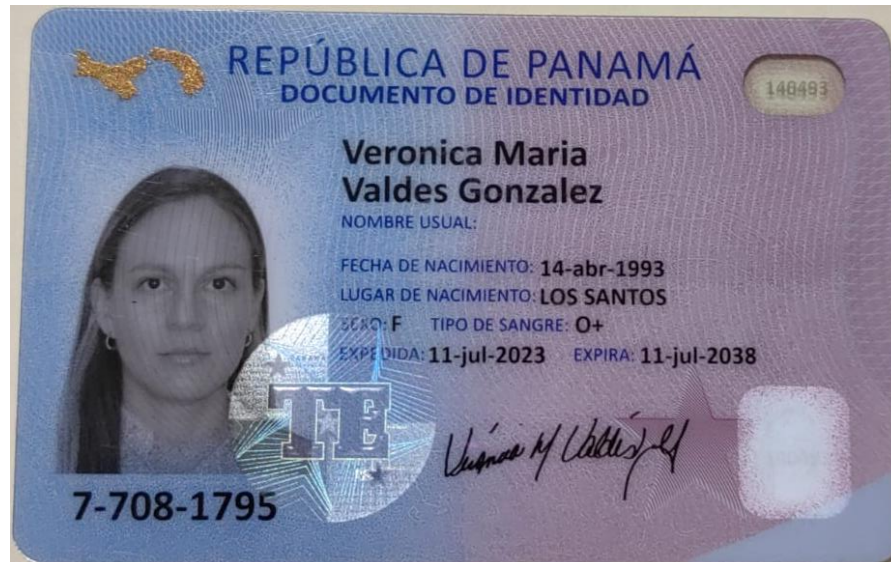 REPÚBLICA DE PANAMÁ
DOCUMENTO DE IDENTIDAD
140493
Veronica Maria
Valdes Gonzalez
NOMBRE USUAL:
FECHA DE NACIMIENTO: 14-abr-1993
LUGAR DE NACIMIENTO: LOS SANTOS
SEXO: F TIPO DE SANGRE: O+
EXPEDIDA: 11-jul-2023 EXPIRA: 11-jul-2038
TE
7-708-1795